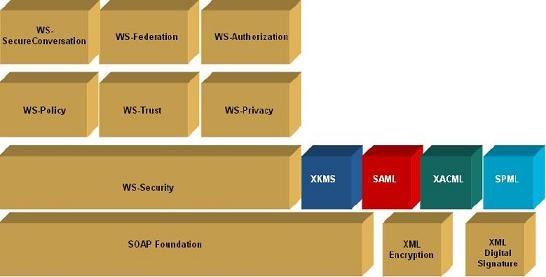 WS-
SecureConversation
WS-Federation
WS-Authorization
WS-Policy
WS-Trust
WS-Privacy
WS-Security
XKMS
SAML
XACML
SPML
SOAP Foundation
XML
Encryption
XML
Digital
Signature